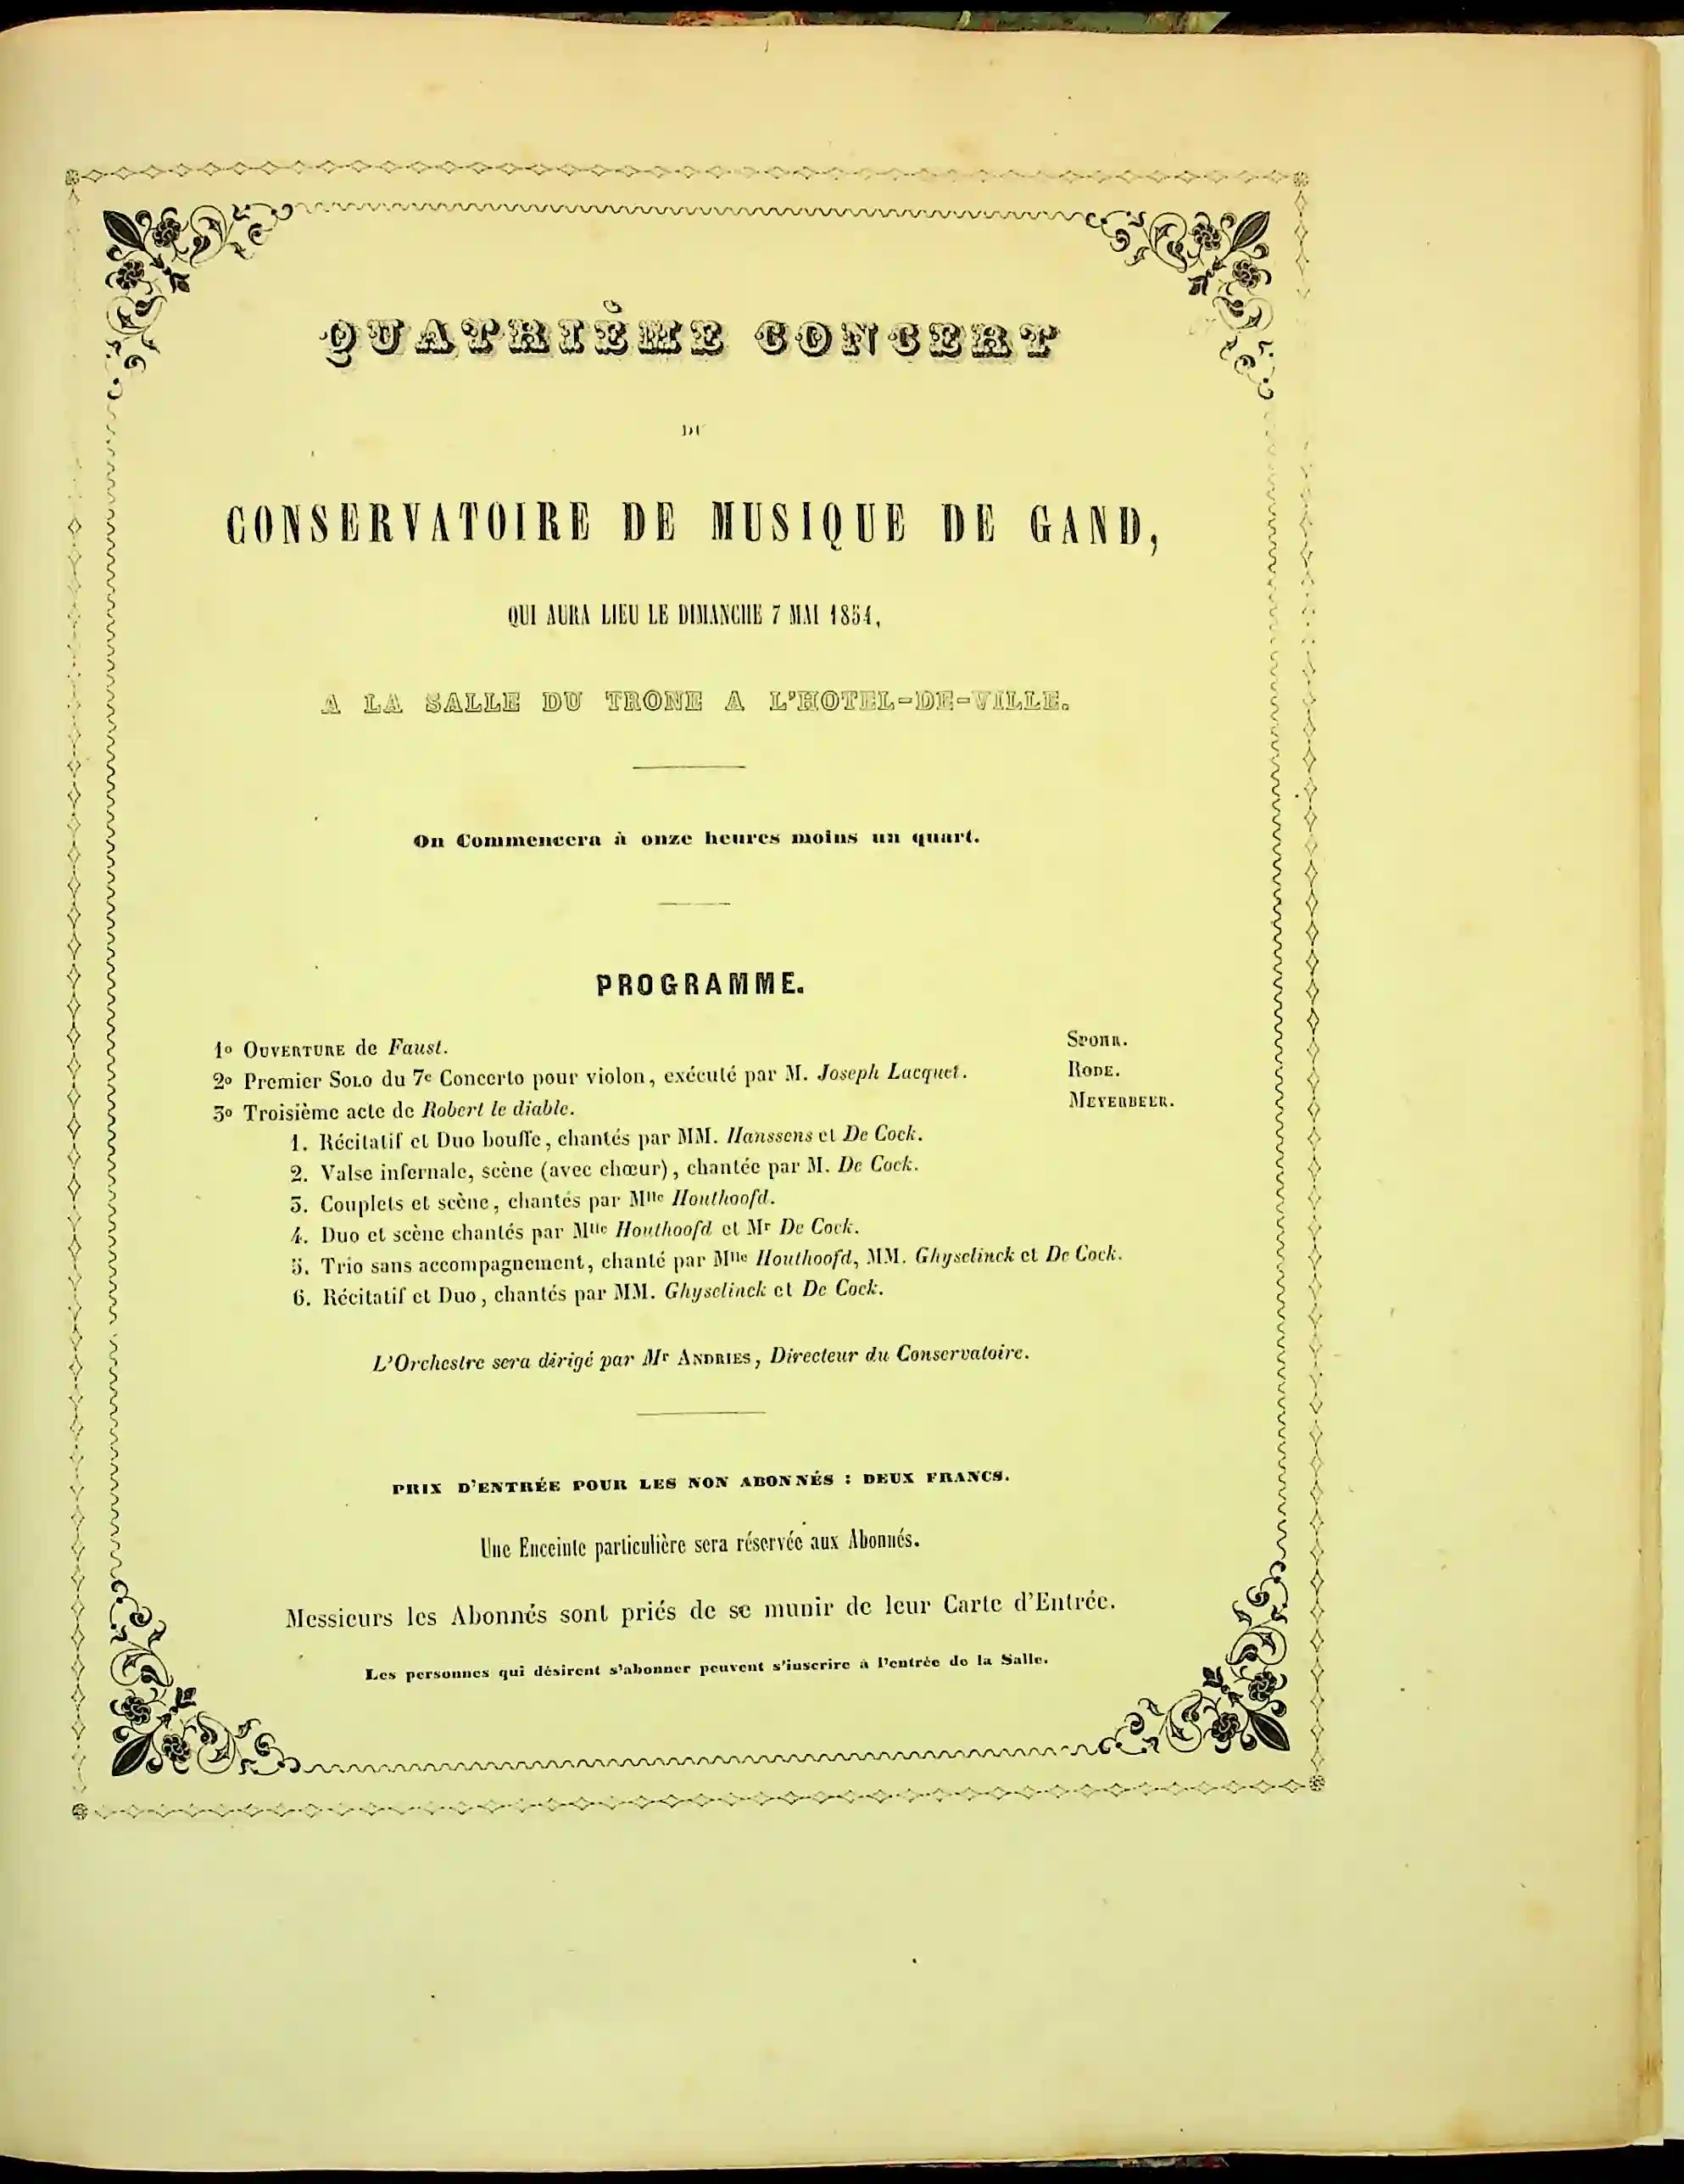 QUATRIÈME CONCERT
DU
CONSERVATOIRE DE MUSIQUE DE GAND,
QUI AURA LIEU LE DIMANCHE 7 MAI 1854,
A LA SALLE DU TRONE A L'HOTEL-DE-VILLE.
On Commencera à onze heures moins un quart.
PROGRAMME.
1o OUVERTURE de Faust. SPOHR.
2o Premier SOLO du 7e Concerto pour violon, exécuté par M. Joseph Lacquet. RODE.
3o Troisième acte de Robert le diable. MEYERBEER.
1. Récitatif et Duo bouffe, chantés par MM. Hanssens et De Cock.
2. Valse infernale, scène (avec chœur), chantée par M. De Cock.
3. Couplets et scène, chantés par Mlle Houthoofd.
4. Duo et scène chantés par Mlle Houthoofd et Mr De Cock.
5. Trio sans accompagnement, chanté par Mlle Houthoofd, MM. Ghyselinck et De Cock.
6. Récitatif et Duo, chantés par MM. Ghyselinck et De Cock.
L'Orchestre sera dirigé par Mr ANDRIES, Directeur du Conservatoire.
PRIX D'ENTRÉE POUR LES NON ABONNÉS : DEUX FRANCS.
Une Enceinte particulière sera réservée aux Abonnés.
Messieurs les Abonnés sont priés de se munir de leur Carte d'Entrée.
Les personnes qui désirent s'abonner peuvent s'inscrire à l'entrée de la Salle.